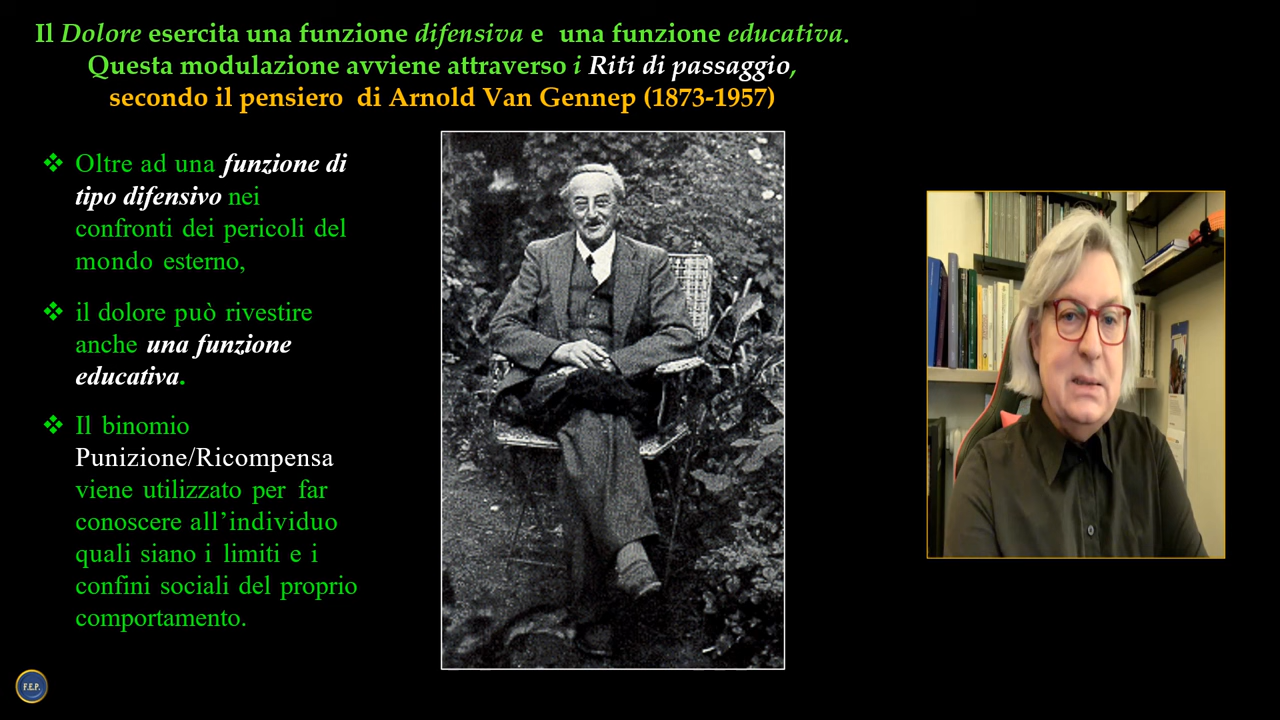 Il Dolore esercita una funzione difensiva e una funzione educativa.
Questa modulazione avviene attraverso i Riti di passaggio,
secondo il pensiero di Arnold Van Gennep (1873-1957)
❖ Oltre ad una funzione di
tipo difensivo nei
confronti dei pericoli del
mondo esterno,
❖ il dolore può rivestire
anche una funzione
educativa.
❖ Il binomio
Punizione/Ricompensa
viene utilizzato per far
conoscere all’individuo
quali siano i limiti e i
confini sociali del proprio
comportamento.
F.E.P.